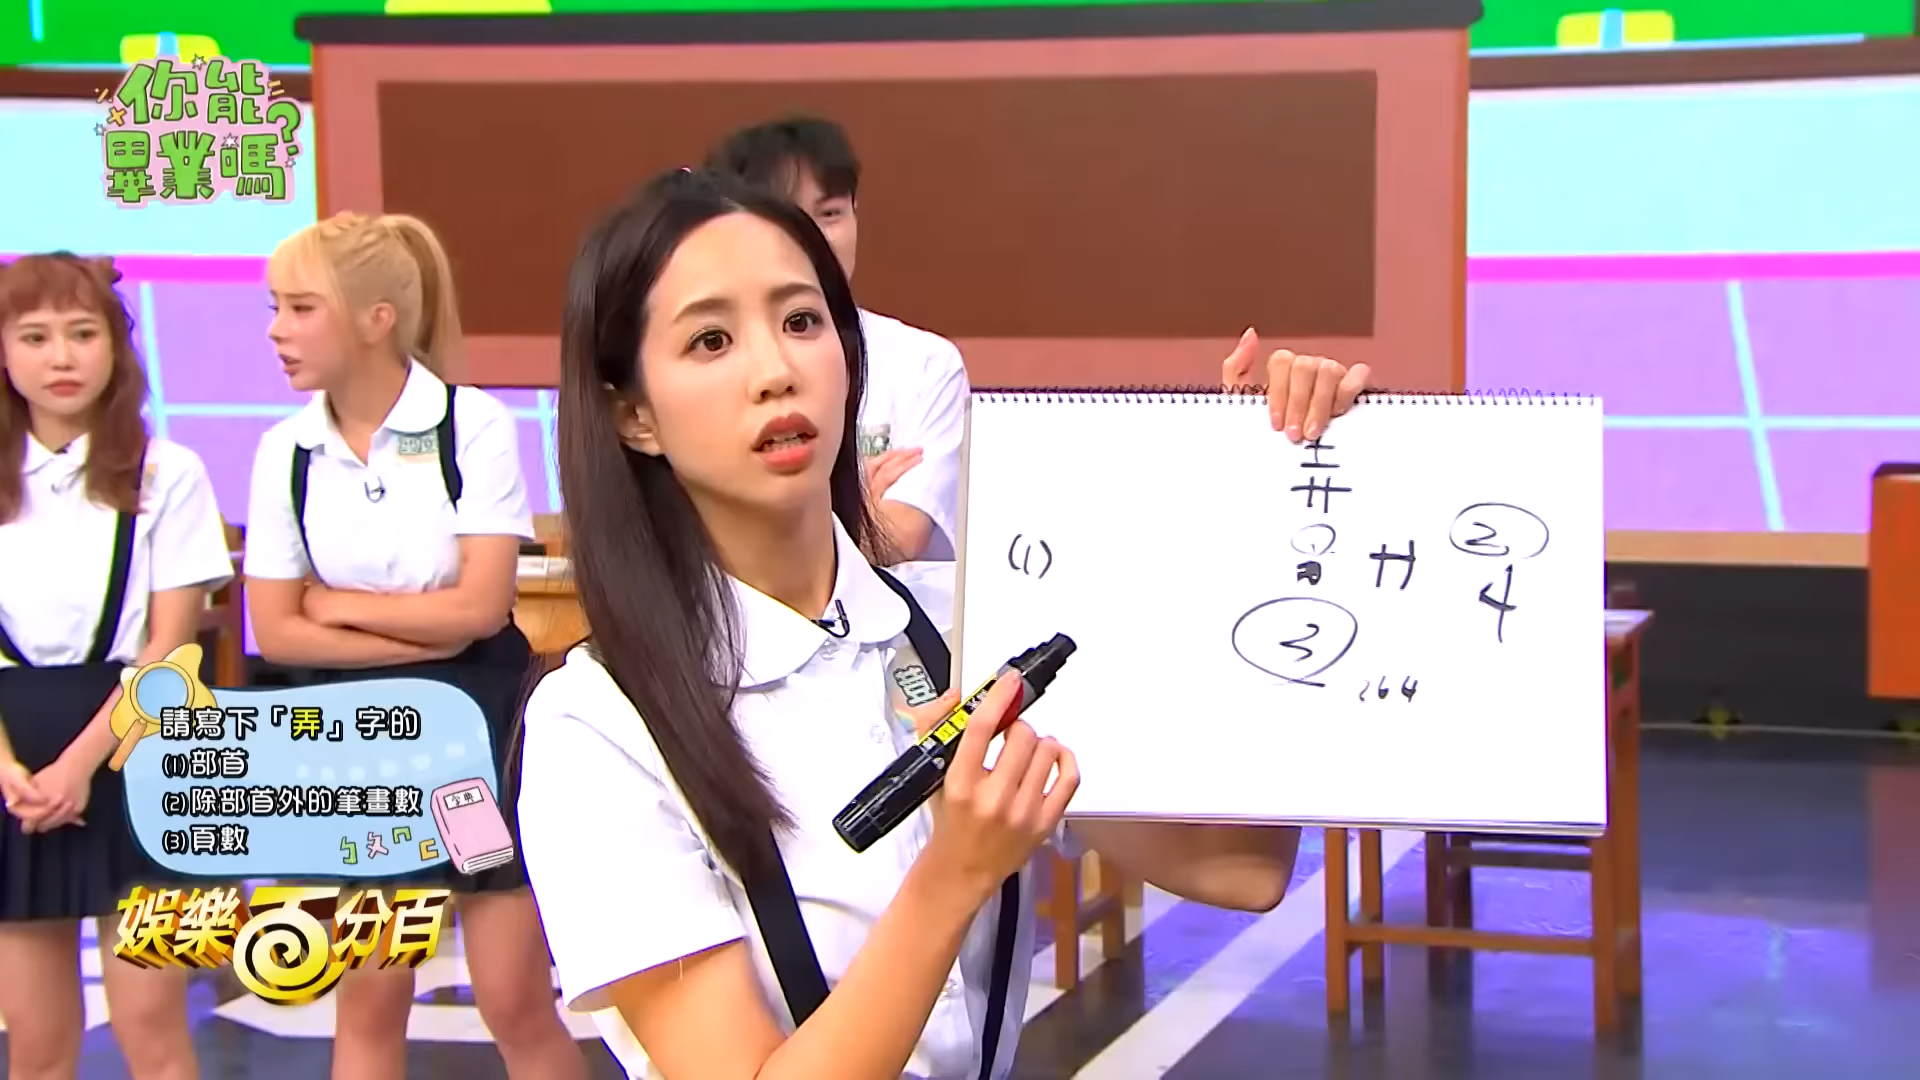 你能
畢業嗎?
(1)
廾
2
4
3
264
請寫下「弄」字的
(1)部首
(2)除部首外的筆畫數
(3)頁數
字典
ㄅㄆㄇㄈ
娛樂百分百